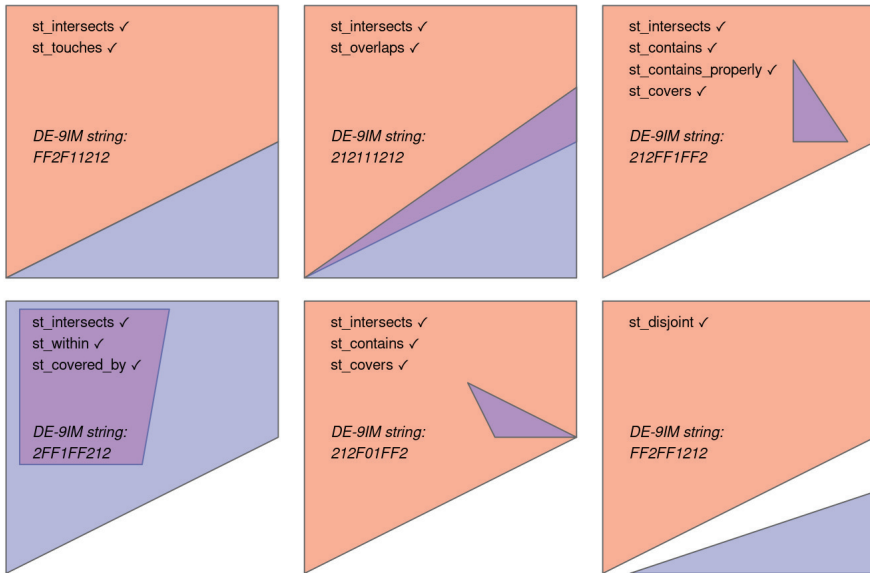 st_intersects ✓
st_touches ✓
DE-9IM string:
FF2F11212
st_intersects ✓
st_overlaps ✓
DE-9IM string:
212111212
st_intersects ✓
st_contains ✓
st_contains_properly ✓
st_covers ✓
DE-9IM string:
212FF1FF2
st_intersects ✓
st_within ✓
st_covered_by ✓
DE-9IM string:
2FF1FF212
st_intersects ✓
st_contains ✓
st_covers ✓
DE-9IM string:
212F01FF2
st_disjoint ✓
DE-9IM string:
FF2FF1212